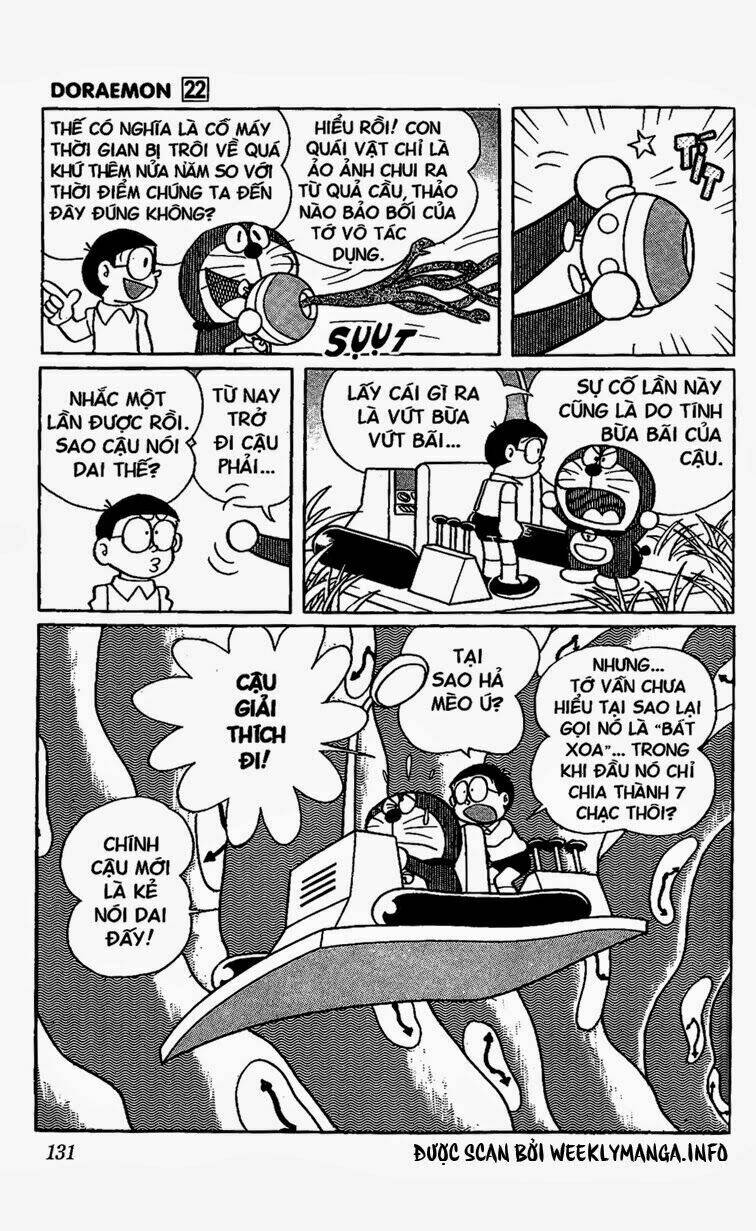 DORAEMON 22
THẾ CÓ NGHĨA LÀ CỖ MÁY
THỜI GIAN BỊ TRÔI VỀ QUÁ
KHỨ THÊM NỬA NĂM SO VỚI
THỜI ĐIỂM CHÚNG TA ĐẾN
ĐÂY ĐÚNG KHÔNG?
HIỂU RỒI! CON
QUÁI VẬT CHỈ LÀ
ẢO ẢNH CHUI RA
TỪ QUẢ CẦU, THẢO
NÀO BẢO BỐI CỦA
TỚ VÔ TÁC
DỤNG.
SỤỤT
TÍT
NHẮC MỘT
LẦN ĐƯỢC RỒI.
SAO CẬU NÓI
DAI THẾ?
TỪ NAY
TRỞ
ĐI CẬU
PHẢI...
LẤY CÁI GÌ RA
LÀ VỨT BỪA
VỨT BÃI...
SỰ CỐ LẦN NÀY
CŨNG LÀ DO TÍNH
BỪA BÃI CỦA
CẬU.
CẬU
GIẢI
THÍCH
ĐI!
TẠI
SAO HẢ
MÈO Ú?
NHƯNG...
TỚ VẪN CHƯA
HIỂU TẠI SAO LẠI
GỌI NÓ LÀ "BÁT
XOA"... TRONG
KHI ĐẦU NÓ CHỈ
CHIA THÀNH 7
CHẠC THÔI?
CHÍNH
CẬU MỚI
LÀ KẺ
NÓI DAI
ĐẤY!
131
ĐƯỢC SCAN BỞI WEEKLYMANGA.INFO